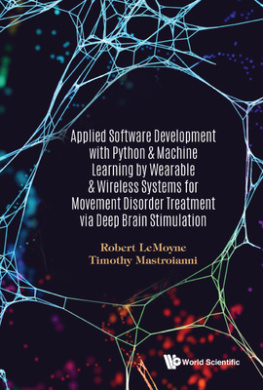 Applied Software Development
with Python & Machine
Learning by Wearable
& Wireless Systems for
Movement Disorder Treatment
via Deep Brain Stimulation
Robert LeMoyne
Timothy Mastroianni
World Scientific